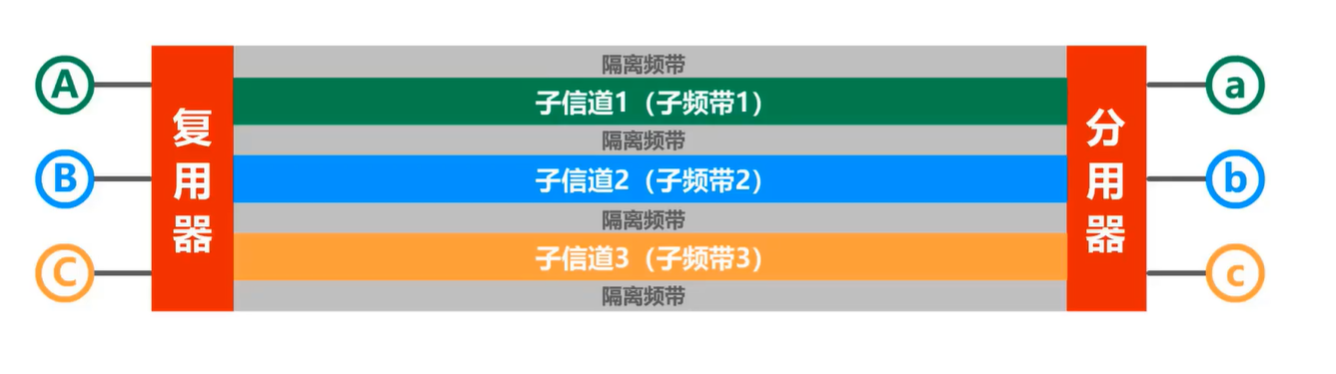 隔离频带
A
子信道1（子频带1）
a
隔离频带
复用器
B
子信道2（子频带2）
分用器
b
隔离频带
C
子信道3（子频带3）
c
隔离频带